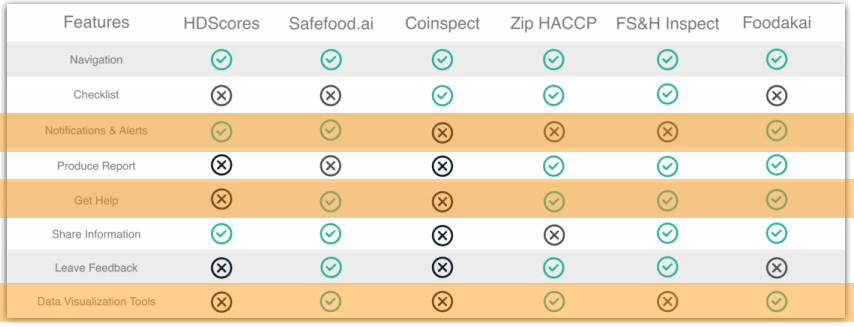 Features HDScores Safefood.ai Coinspect Zip HACCP FS&H Inspect Foodakai
Navigation
Checklist
Notifications & Alerts
Produce Report
Get Help
Share Information
Leave Feedback
Data Visualization Tools